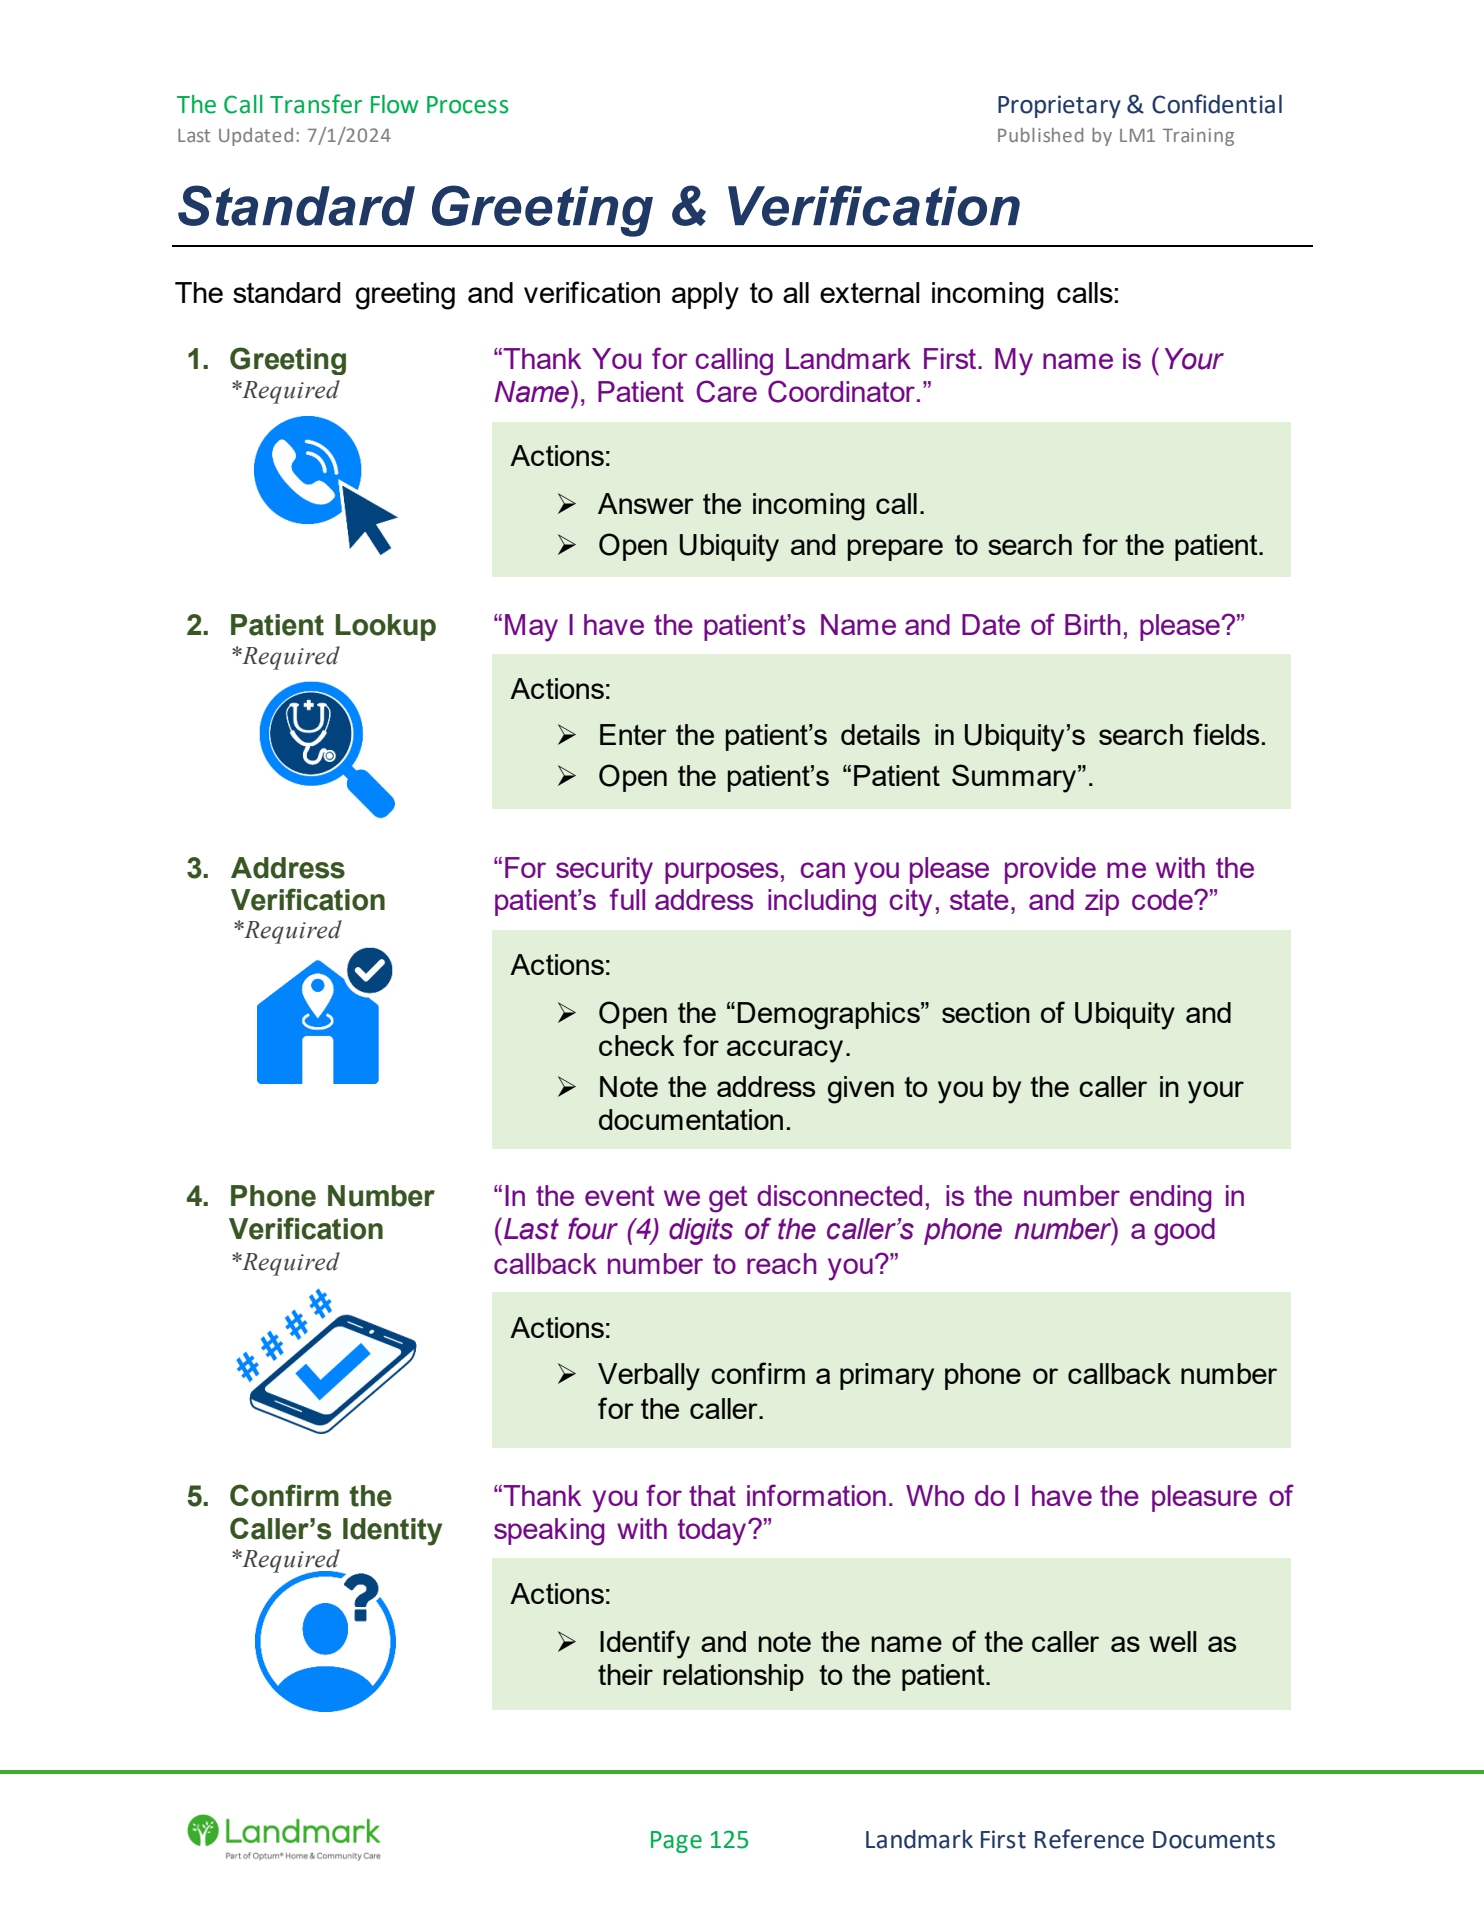 The Call Transfer Flow Process
Proprietary & Confidential
Last Updated: 7/1/2024
Published by LM1 Training
Standard Greeting & Verification
The standard greeting and verification apply to all external incoming calls:
1. Greeting
*Required
“Thank You for calling Landmark First. My name is (Your
Name), Patient Care Coordinator.”
Actions:
➢ Answer the incoming call.
➢ Open Ubiquity and prepare to search for the patient.
2. Patient Lookup
*Required
“May I have the patient’s Name and Date of Birth, please?”
Actions:
➢ Enter the patient’s details in Ubiquity’s search fields.
➢ Open the patient’s “Patient Summary”.
3. Address
Verification
*Required
“For security purposes, can you please provide me with the
patient’s full address including city, state, and zip code?”
Actions:
➢ Open the “Demographics” section of Ubiquity and
check for accuracy.
➢ Note the address given to you by the caller in your
documentation.
4. Phone Number
Verification
*Required
# # # #
“In the event we get disconnected, is the number ending in
(Last four (4) digits of the caller’s phone number) a good
callback number to reach you?”
Actions:
➢ Verbally confirm a primary phone or callback number
for the caller.
5. Confirm the
Caller’s Identity
*Required
?
“Thank you for that information. Who do I have the pleasure of
speaking with today?”
Actions:
➢ Identify and note the name of the caller as well as
their relationship to the patient.
Landmark
Part of Optum® Home & Community Care
Page 125
Landmark First Reference Documents